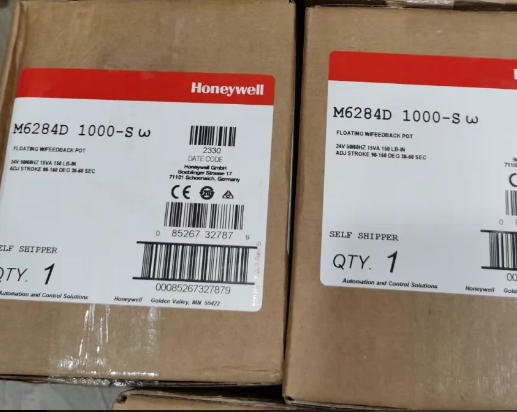 Honeywell
M6284D 1000-S ω
FLOATING W/FEEDBACK POT
24V 50/60HZ 15VA 150 LB-IN
ADJ STROKE 90-160 DEG 30-60 SEC
2330
DATE CODE
Honeywell GmbH
Boeblinger Strasse 17
71101 Schoenaich, Germany
CE
0 85267 32787 9
SELF SHIPPER
QTY. 1
00085267327879
Automation and Control Solutions Honeywell Golden Valley, MN 55422
M6284D 1000-S ω
FLOATING W/FEEDBACK POT
24V 50/60HZ 15VA 150 LB-IN
ADJ STROKE 90-160 DEG 30-60 SEC
SELF SHIPPER
QTY. 1
Automation and Control Solutions Honeywell Golden